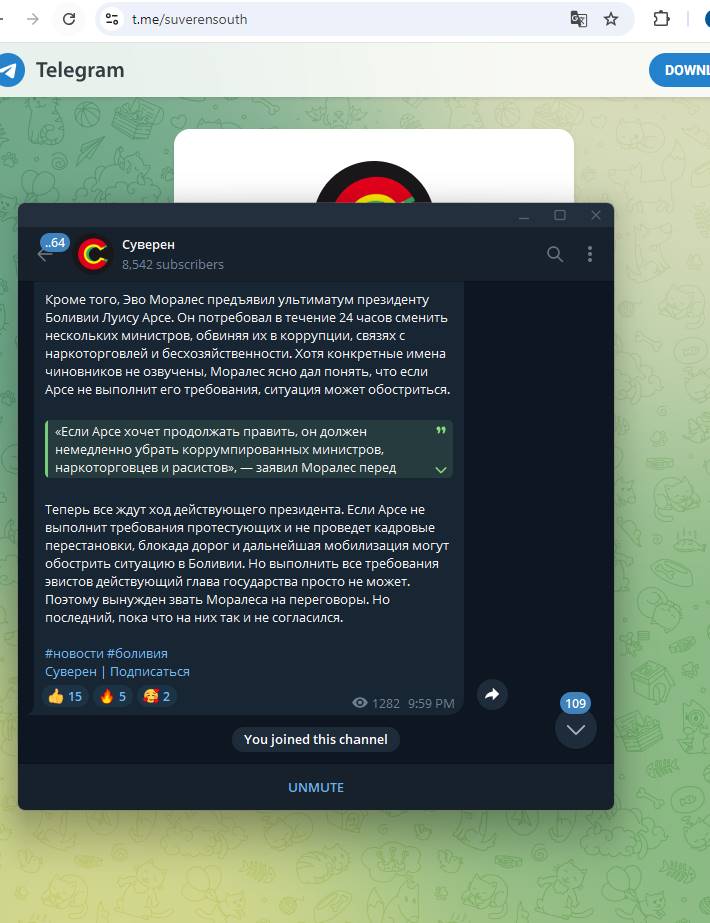 t.me/suverensouth
Telegram
..64
Суверен
8,542 subscribers
Кроме того, Эво Моралес предъявил ультиматум президенту
Боливии Луису Арсе. Он потребовал в течение 24 часов сменить
нескольких министров, обвиняя их в коррупции, связях с
наркоторговлей и бесхозяйственности. Хотя конкретные имена
чиновников не озвучены, Моралес ясно дал понять, что если
Арсе не выполнит его требования, ситуация может обостриться.
«Если Арсе хочет продолжать править, он должен
немедленно убрать коррумпированных министров,
наркоторговцев и расистов», — заявил Моралес перед
Теперь все ждут ход действующего президента. Если Арсе не
выполнит требования протестующих и не проведет кадровые
перестановки, блокада дорог и дальнейшая мобилизация могут
обострить ситуацию в Боливии. Но выполнить все требования
эвистов действующий глава государства просто не может.
Поэтому вынужден звать Моралеса на переговоры. Но
последний, пока что на них так и не согласился.
#новости #боливия
Суверен | Подписаться
15 5 2
1282 9:59 PM
109
You joined this channel
UNMUTE